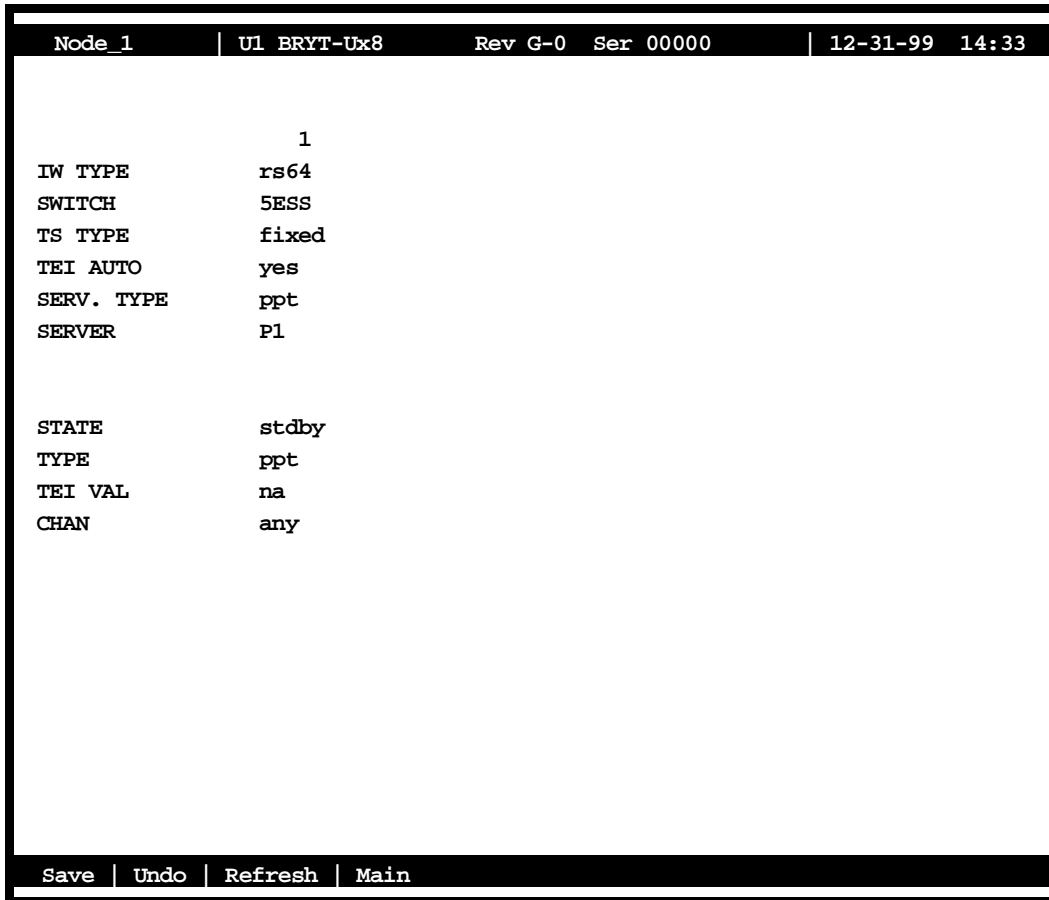 Node_1 | U1 BRYT-Ux8 Rev G-0 Ser 00000 | 12-31-99 14:33
1
IW TYPE rs64
SWITCH 5ESS
TS TYPE fixed
TEI AUTO yes
SERV. TYPE ppt
SERVER P1
STATE stdby
TYPE ppt
TEI VAL na
CHAN any
Save | Undo | Refresh | Main